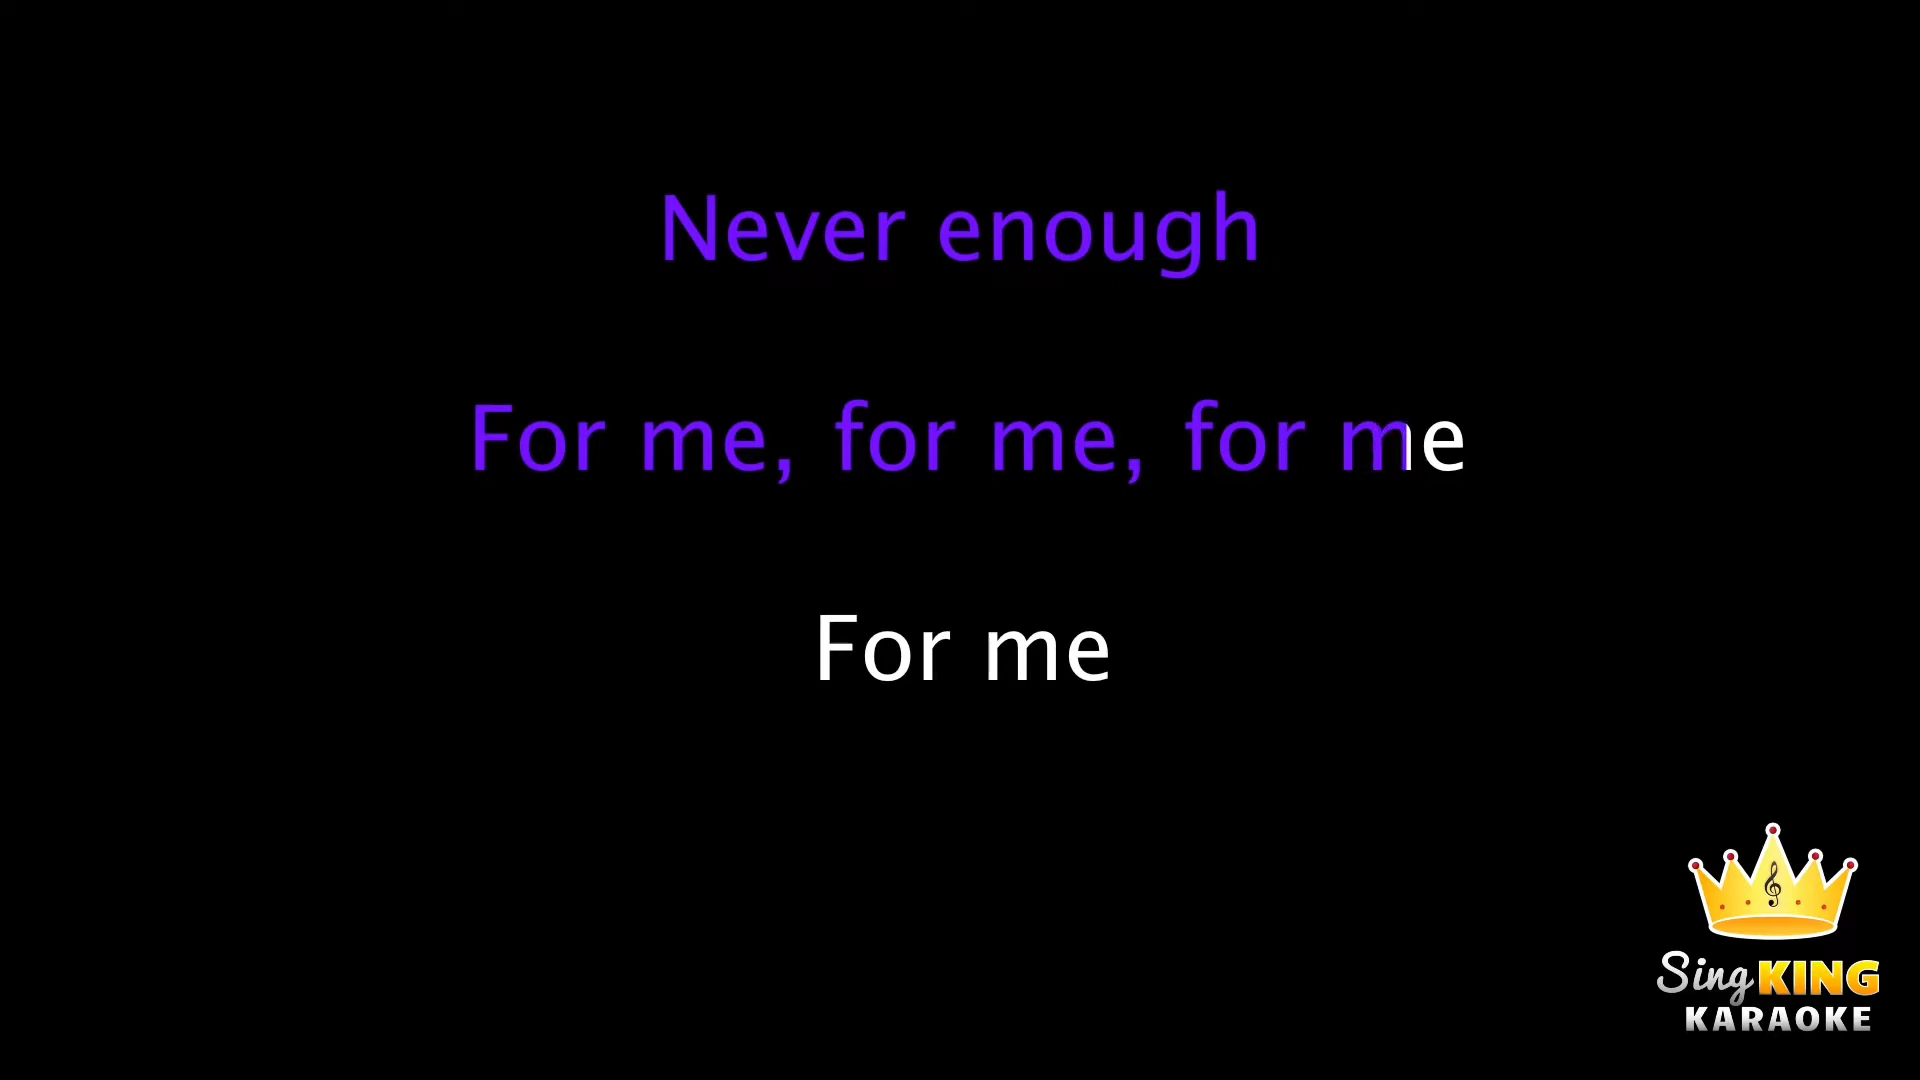 Never enough
For me, for me, for me
For me
Sing KING
KARAOKE